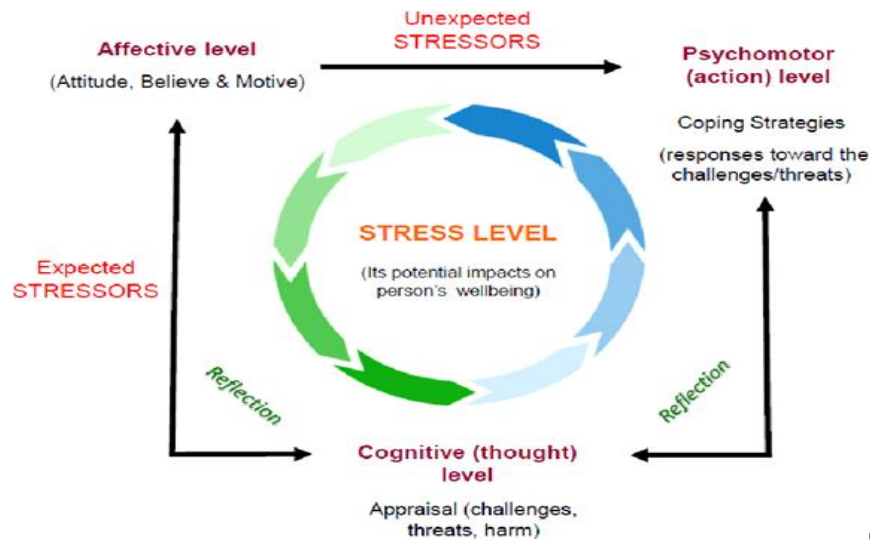 Unexpected
STRESSORS
Affective level
(Attitude, Believe & Motive)
Psychomotor
(action) level
Coping Strategies
(responses toward the
challenges/threats)
STRESS LEVEL
(Its potential impacts on
person's wellbeing)
Expected
STRESSORS
Reflection
Reflection
Cognitive (thought)
level
Appraisal (challenges,
threats, harm)